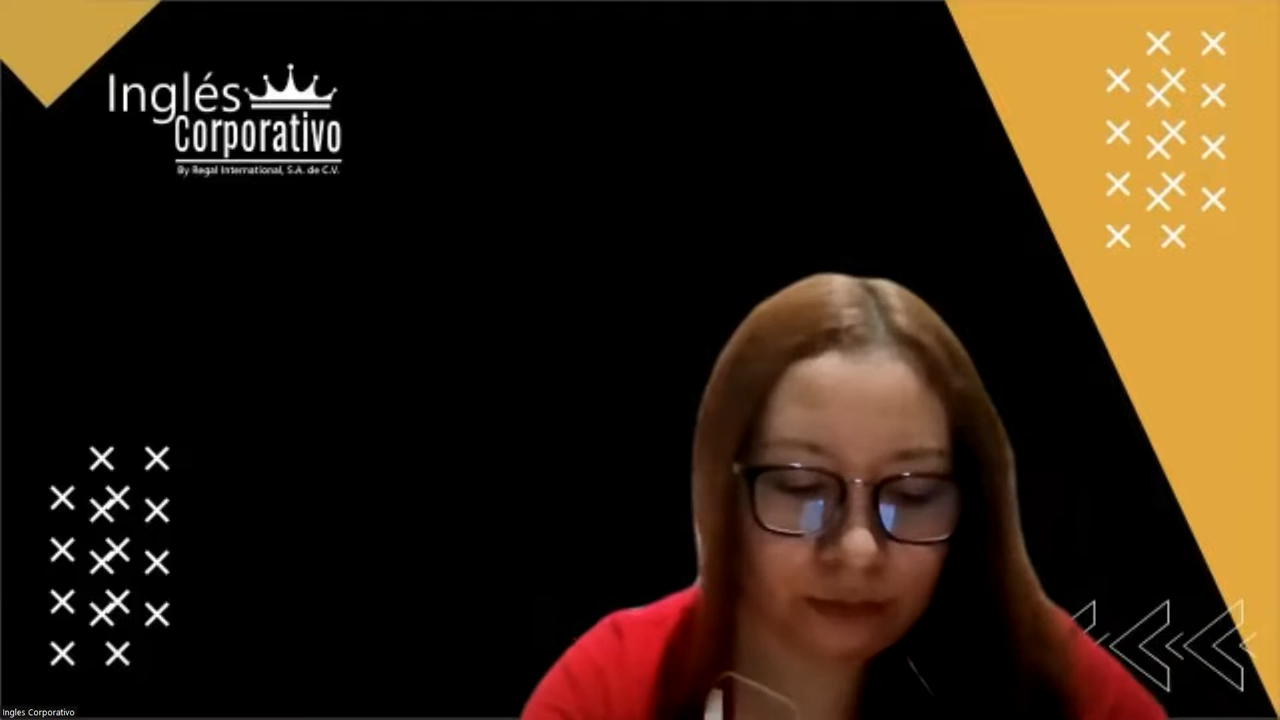 Inglés
Corporativo
By Regal International, S.A. de C.V.
Ingles Corporativo